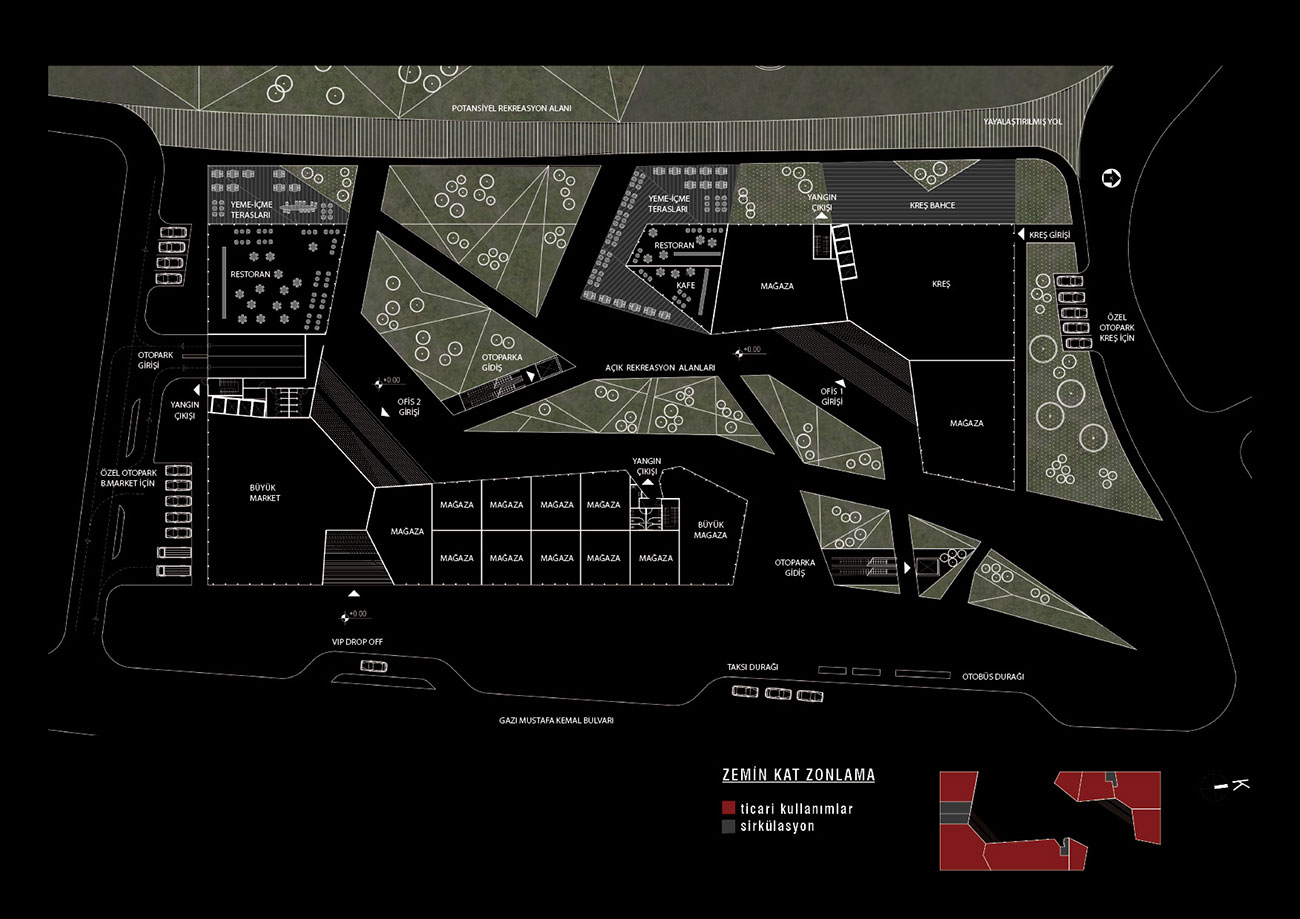 POTANSİYEL REKREASYON ALANI
YAYALAŞTIRILMIŞ YOL
YEME-İÇME
TERASLARI
YEME-İÇME
TERASLARI
YANGIN
ÇIKIŞI
KREŞ BAHCE
KREŞ GİRİŞİ
RESTORAN
RESTORAN
KAFE
MAĞAZA
KREŞ
ÖZEL
OTOPARK
KREŞ İÇİN
OTOPARK
GİRİŞİ
OTOPARKA
GİDİŞ
+0.00
AÇIK REKREASYON ALANLARI
+0.00
OFİS 2
GİRİŞİ
OFİS 1
GİRİŞİ
YANGIN
ÇIKIŞI
MAĞAZA
ÖZEL OTOPARK
B.MARKET İÇİN
BÜYÜK
MARKET
YANGIN
ÇIKIŞI
MAĞAZA
MAĞAZA
MAĞAZA
MAĞAZA
MAĞAZA
BÜYÜK
MAGAZA
MAĞAZA
MAĞAZA
MAĞAZA
MAĞAZA
MAĞAZA
OTOPARKA
GİDİŞ
+0.00
VIP DROP OFF
TAKSI DURAĞI
OTOBÜS DURAĞI
GAZI MUSTAFA KEMAL BULVARI
ZEMİN KAT ZONLAMA
ticari kullanımlar
sirkülasyon
K